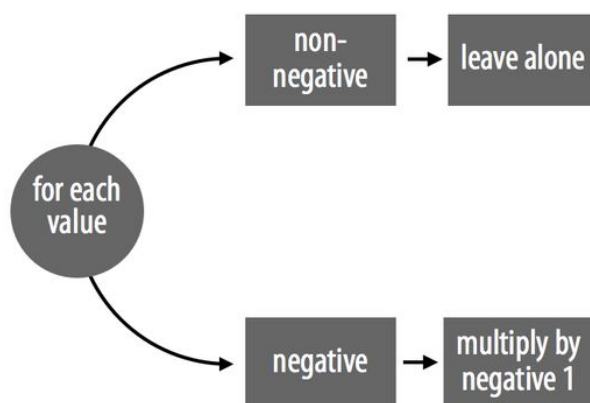 non-
negative
leave alone
for each
value
negative
multiply by
negative 1